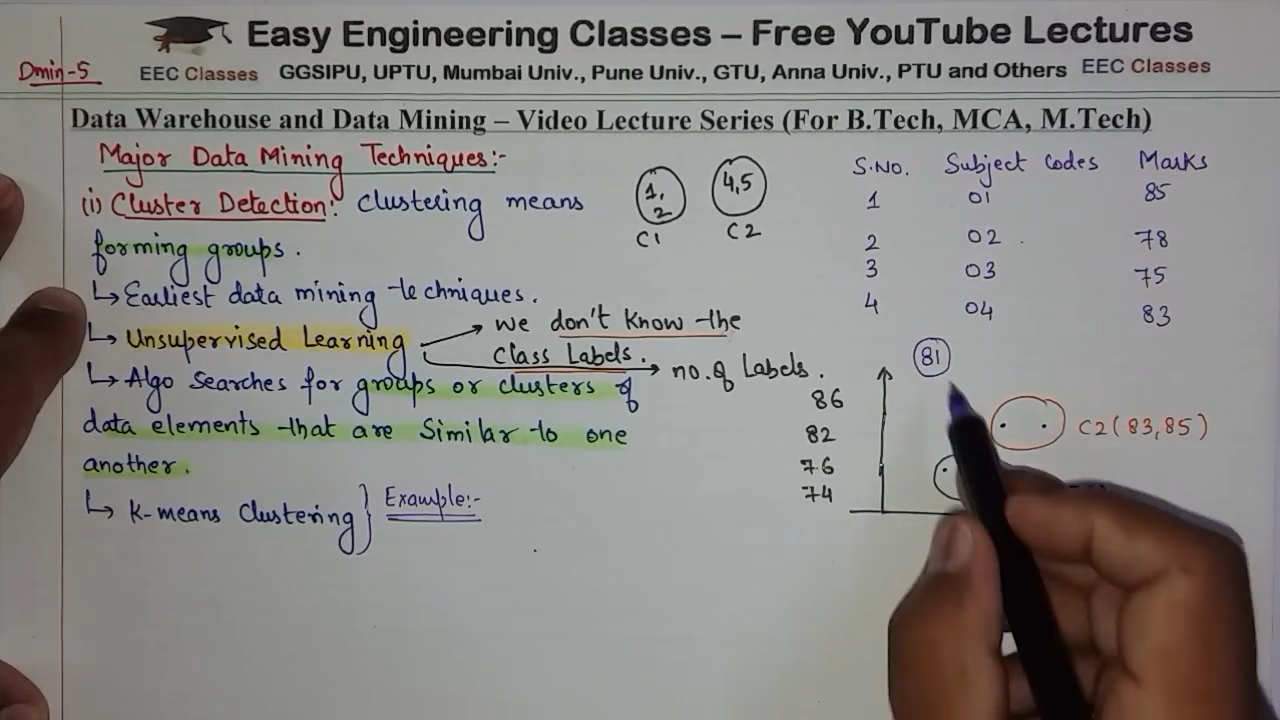 Easy Engineering Classes – Free YouTube Lectures
Dmin-5
EEC Classes GGSIPU, UPTU, Mumbai Univ., Pune Univ., GTU, Anna Univ., PTU and Others EEC Classes
Data Warehouse and Data Mining – Video Lecture Series (For B.Tech, MCA, M.Tech)
Major Data Mining Techniques:-
(i) Cluster Detection: clustering means
forming groups.
↳ Earliest data mining techniques.
↳ Unsupervised Learning → we don't know the
class Labels.
→ no. of Labels.
↳ Algo searches for groups or clusters of
data elements that are similar to one
another.
↳ K-means Clustering } Example:-
1, 2
C1
4,5
C2
S.NO. Subject Codes Marks
1 01 85
2 02 78
3 03 75
4 04 83
81
86
82
76
74
C2(83,85)